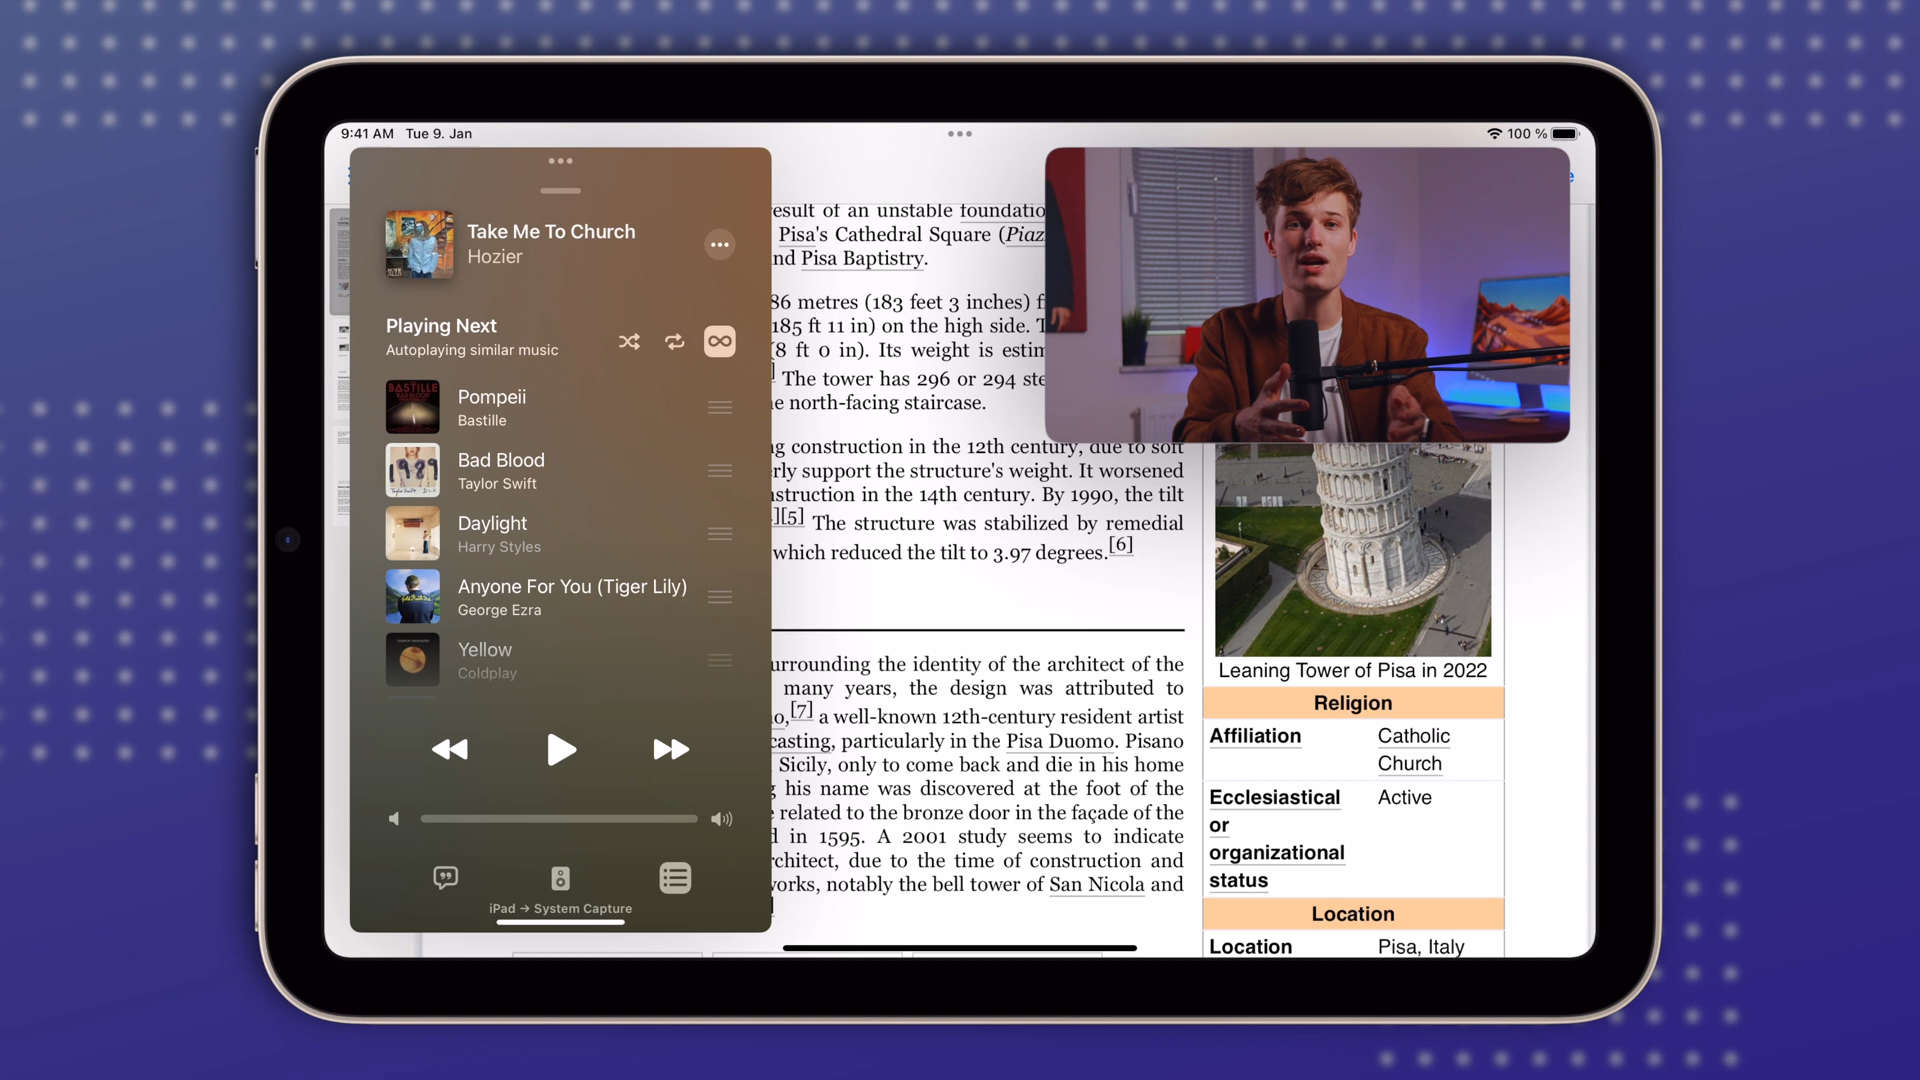 9:41 AM Tue 9. Jan
100 %
Take Me To Church
Hozier
Playing Next
Autoplaying similar music
Pompeii
Bastille
Bad Blood
Taylor Swift
Daylight
Harry Styles
Anyone For You (Tiger Lily)
George Ezra
Yellow
Coldplay
iPad → System Capture
BASTILLE
1989
esult of an unstable foundatio
Pisa's Cathedral Square (Piaz
nd Pisa Baptistry.
86 metres (183 feet 3 inches) f
185 ft 11 in) on the high side. T
(8 ft 0 in). Its weight is estim
] The tower has 296 or 294 ste
e north-facing staircase.
g construction in the 12th century, due to soft
rly support the structure's weight. It worsened
nstruction in the 14th century. By 1990, the tilt
][5] The structure was stabilized by remedial
which reduced the tilt to 3.97 degrees.[6]
urrounding the identity of the architect of the
many years, the design was attributed to
o,[7] a well-known 12th-century resident artist
casting, particularly in the Pisa Duomo. Pisano
Sicily, only to come back and die in his home
g his name was discovered at the foot of the
e related to the bronze door in the façade of the
d in 1595. A 2001 study seems to indicate
rchitect, due to the time of construction and
works, notably the bell tower of San Nicola and
]
Leaning Tower of Pisa in 2022
Religion
Affiliation Catholic
Church
Ecclesiastical Active
or
organizational
status
Location
Location Pisa, Italy